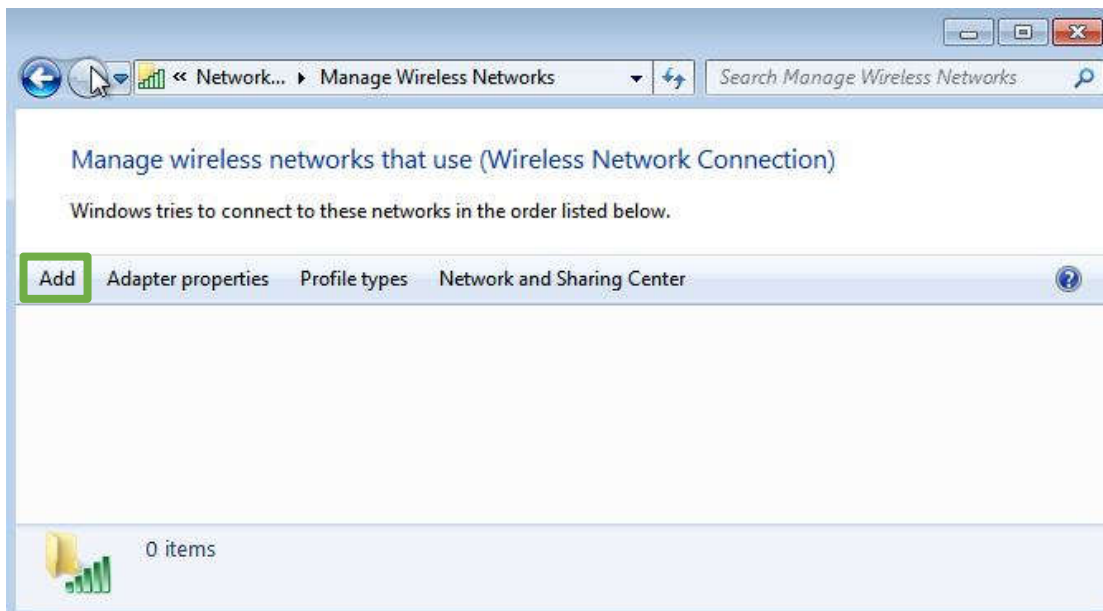 « Network... ▸ Manage Wireless Networks Search Manage Wireless Networks
Manage wireless networks that use (Wireless Network Connection)
Windows tries to connect to these networks in the order listed below.
Add Adapter properties Profile types Network and Sharing Center
0 items